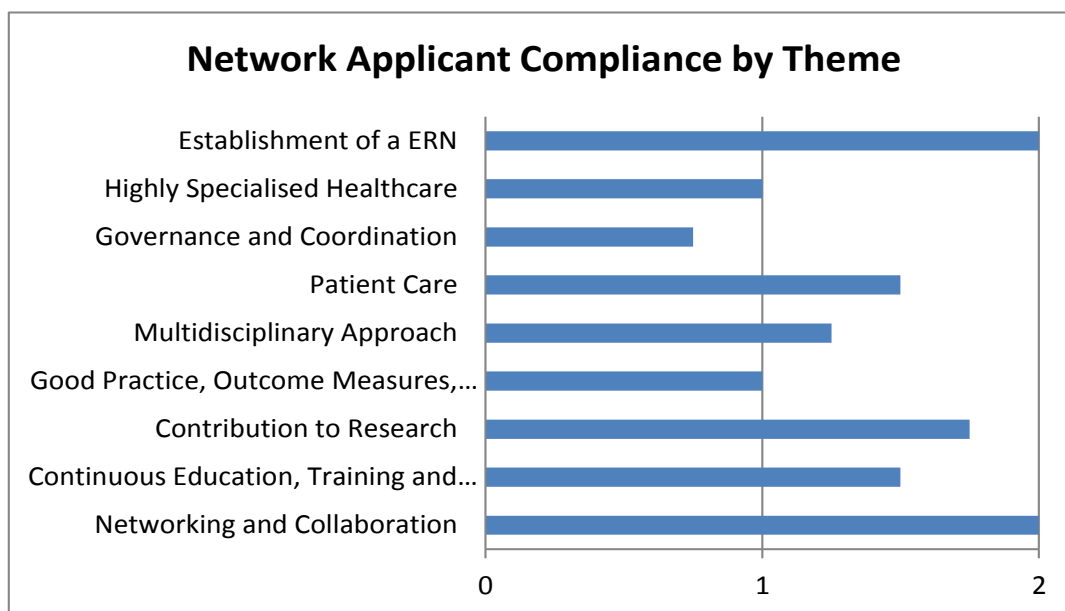 Network Applicant Compliance by Theme
Establishment of a ERN
Highly Specialised Healthcare
Governance and Coordination
Patient Care
Multidisciplinary Approach
Good Practice, Outcome Measures,...
Contribution to Research
Continuous Education, Training and...
Networking and Collaboration
0 1 2